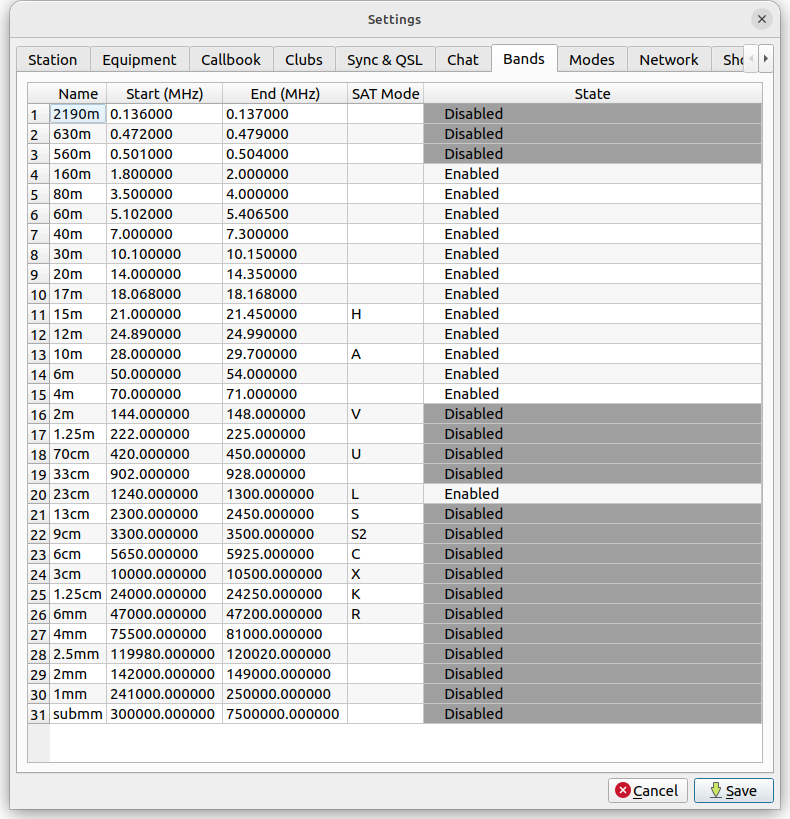 Settings
Station Equipment Callbook Clubs Sync & QSL Chat Bands Modes Network
Name Start (MHz) End (MHz) SAT Mode State
1 2190m 0.136000 0.137000 Disabled
2 630m 0.472000 0.479000 Disabled
3 560m 0.501000 0.504000 Disabled
4 160m 1.800000 2.000000 Enabled
5 80m 3.500000 4.000000 Enabled
6 60m 5.102000 5.406500 Enabled
7 40m 7.000000 7.300000 Enabled
8 30m 10.100000 10.150000 Enabled
9 20m 14.000000 14.350000 Enabled
10 17m 18.068000 18.168000 Enabled
11 15m 21.000000 21.450000 H Enabled
12 12m 24.890000 24.990000 Enabled
13 10m 28.000000 29.700000 A Enabled
14 6m 50.000000 54.000000 Enabled
15 4m 70.000000 71.000000 Enabled
16 2m 144.000000 148.000000 V Disabled
17 1.25m 222.000000 225.000000 Disabled
18 70cm 420.000000 450.000000 U Disabled
19 33cm 902.000000 928.000000 Disabled
20 23cm 1240.000000 1300.000000 L Enabled
21 13cm 2300.000000 2450.000000 S Disabled
22 9cm 3300.000000 3500.000000 S2 Disabled
23 6cm 5650.000000 5925.000000 C Disabled
24 3cm 10000.000000 10500.000000 X Disabled
25 1.25cm 24000.000000 24250.000000 K Disabled
26 6mm 47000.000000 47200.000000 R Disabled
27 4mm 75500.000000 81000.000000 Disabled
28 2.5mm 119980.000000 120020.000000 Disabled
29 2mm 142000.000000 149000.000000 Disabled
30 1mm 241000.000000 250000.000000 Disabled
31 submm 300000.000000 7500000.000000 Disabled
Cancel Save